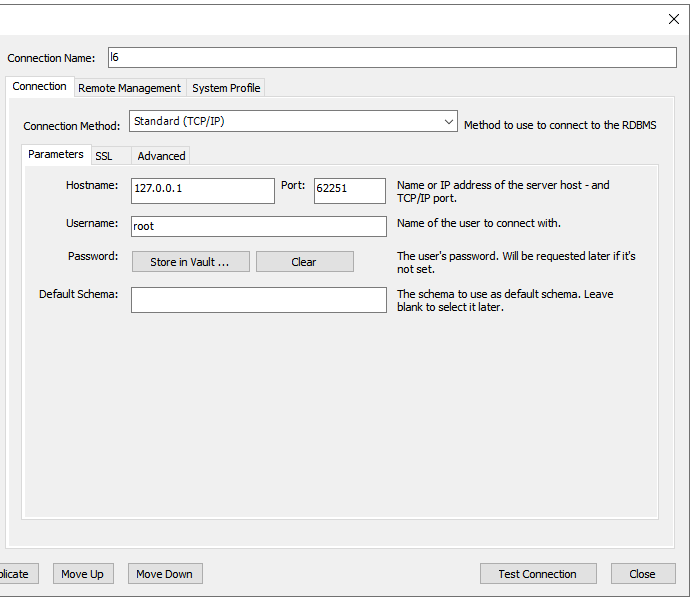 Connection Name: l6
Connection Remote Management System Profile
Connection Method: Standard (TCP/IP) Method to use to connect to the RDBMS
Parameters SSL Advanced
Hostname: 127.0.0.1 Port: 62251 Name or IP address of the server host - and
TCP/IP port.
Username: root Name of the user to connect with.
Password: Store in Vault ... Clear The user's password. Will be requested later if it's
not set.
Default Schema: The schema to use as default schema. Leave
blank to select it later.
plicate Move Up Move Down Test Connection Close